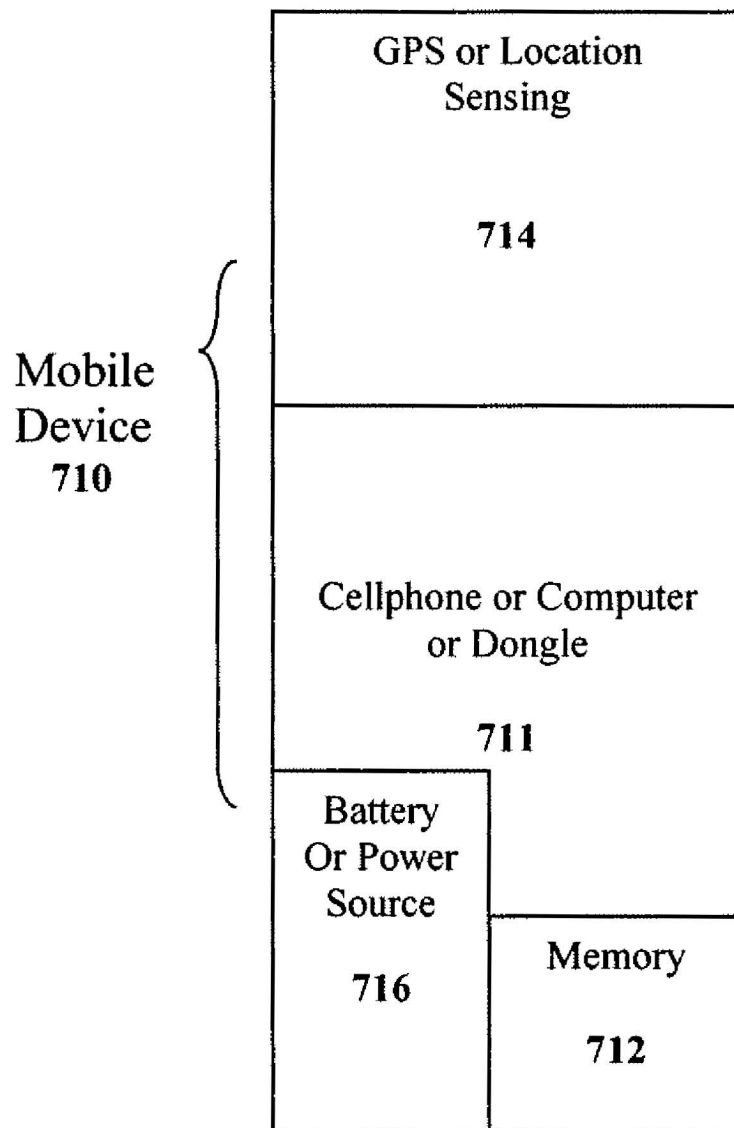 GPS or Location
Sensing
714
Mobile
Device
710
Cellphone or Computer
or Dongle
711
Battery
Or Power
Source
716
Memory
712